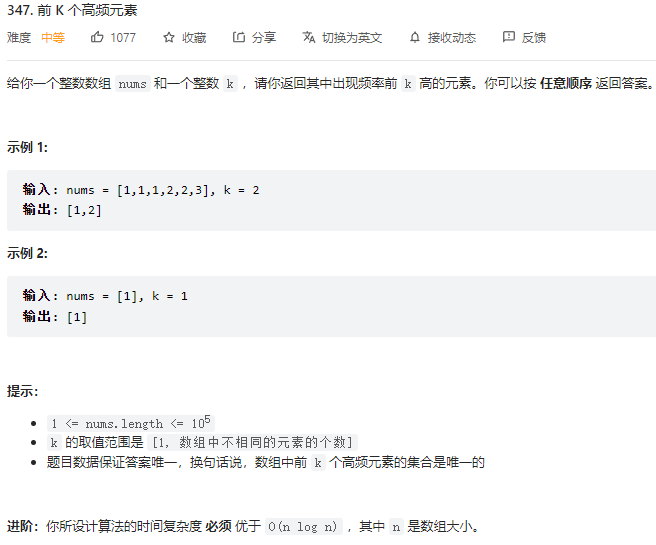 347. 前 K 个高频元素
难度 中等 1077 收藏 分享 切换为英文 接收动态 反馈
给你一个整数数组 nums 和一个整数 k ，请你返回其中出现频率前 k 高的元素。你可以按 任意顺序 返回答案。
示例 1:
输入: nums = [1,1,1,2,2,3], k = 2
输出: [1,2]
示例 2:
输入: nums = [1], k = 1
输出: [1]
提示：
• 1 <= nums.length <= 10⁵
• k 的取值范围是 [1, 数组中不相同的元素的个数]
• 题目数据保证答案唯一，换句话说，数组中前 k 个高频元素的集合是唯一的
进阶：你所设计算法的时间复杂度 必须 优于 O(n log n) ，其中 n 是数组大小。